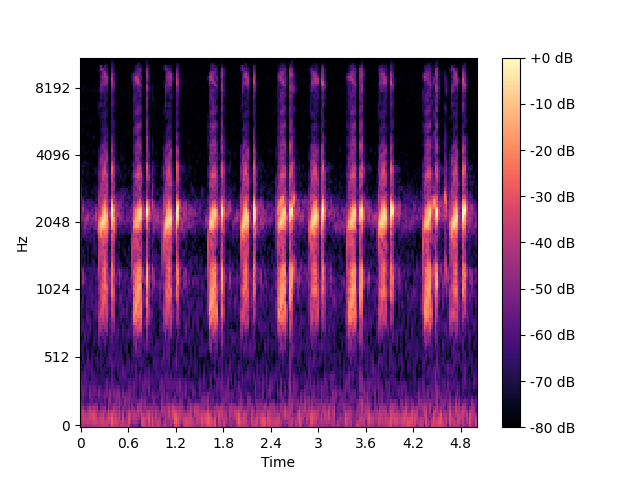 +0 dB
8192
-10 dB
4096
-20 dB
-30 dB
2048
Hz
-40 dB
1024
-50 dB
512
-60 dB
-70 dB
0
-80 dB
0 0.6 1.2 1.8 2.4 3 3.6 4.2 4.8
Time